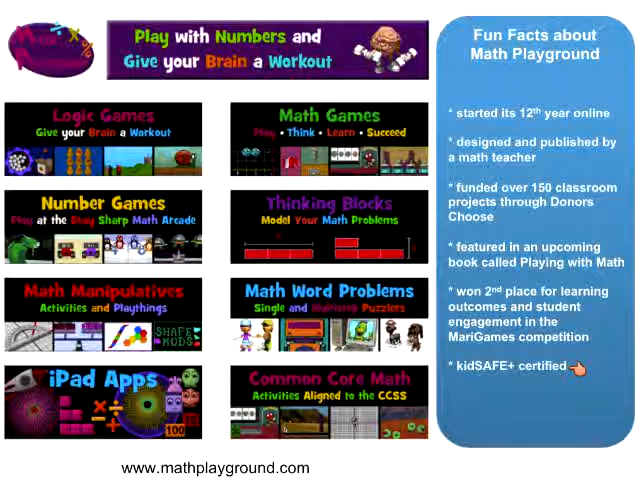 Play with Numbers and
Give your Brain a Workout
Logic Games
Give your Brain a Workout
Math Games
Play • Think • Learn • Succeed
Number Games
Play at the Stay Sharp Math Arcade
Thinking Blocks
Model Your Math Problems
Math Manipulatives
Activities and Playthings
SHAPE
MODS
Math Word Problems
Single and Multistep Puzzlers
iPad Apps
100
Common Core Math
Activities Aligned to the CCSS
www.mathplayground.com
Fun Facts about
Math Playground
* started its 12th year online
* designed and published by
a math teacher
* funded over 150 classroom
projects through Donors
Choose
* featured in an upcoming
book called Playing with Math
* won 2nd place for learning
outcomes and student
engagement in the
MariGames competition
* kidSAFE+ certified